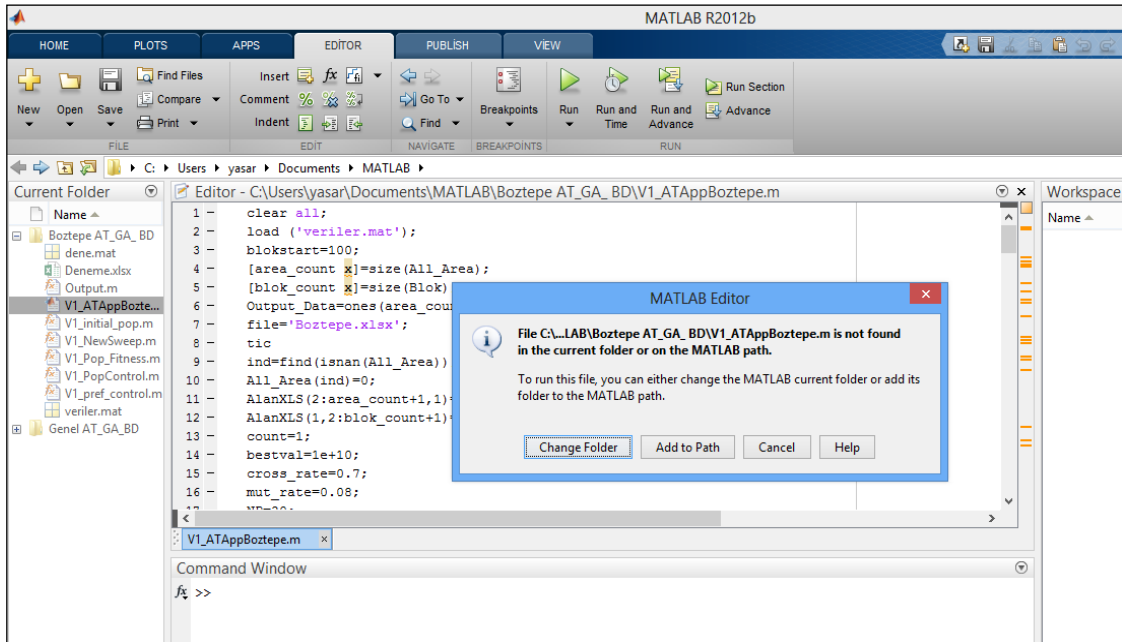 MATLAB R2012b
HOME PLOTS APPS EDİTOR PUBLİSH VİEW
Find Files
Compare
Print
Insert fx
Comment
Indent
Go To
Find
New Open Save
Breakpoints
Run Run and Time Run and Advance
Run Section
Advance
FİLE EDİT NAVİGATE BREAKPOİNTS RUN
C: Users yasar Documents MATLAB
Current Folder
Name
Boztepe AT_GA_ BD
dene.mat
Deneme.xlsx
Output.m
V1_ATAppBozte...
V1_initial_pop.m
V1_NewSweep.m
V1_Pop_Fitness.m
V1_PopControl.m
V1_pref_control.m
veriler.mat
Genel AT_GA_BD
Editor - C:\Users\yasar\Documents\MATLAB\Boztepe AT_GA_ BD\V1_ATAppBoztepe.m
1 – clear all;
2 – load ('veriler.mat');
3 – blokstart=100;
4 – [area_count x]=size(All_Area);
5 – [blok_count x]=size(Blok)
6 – Output_Data=ones(area_cou
7 – file='Boztepe.xlsx';
8 – tic
9 – ind=find(isnan(All_Area))
10 – All_Area(ind)=0;
11 – AlanXLS(2:area_count+1,1)=
12 – AlanXLS(1,2:blok_count+1)=
13 – count=1;
14 – bestval=1e+10;
15 – cross_rate=0.7;
16 – mut_rate=0.08;
MATLAB Editor
File C:\...LAB\Boztepe AT_GA_ BD\V1_ATAppBoztepe.m is not found
in the current folder or on the MATLAB path.
To run this file, you can either change the MATLAB current folder or add its
folder to the MATLAB path.
Change Folder Add to Path Cancel Help
V1_ATAppBoztepe.m
Command Window
fx >>
Workspace
Name